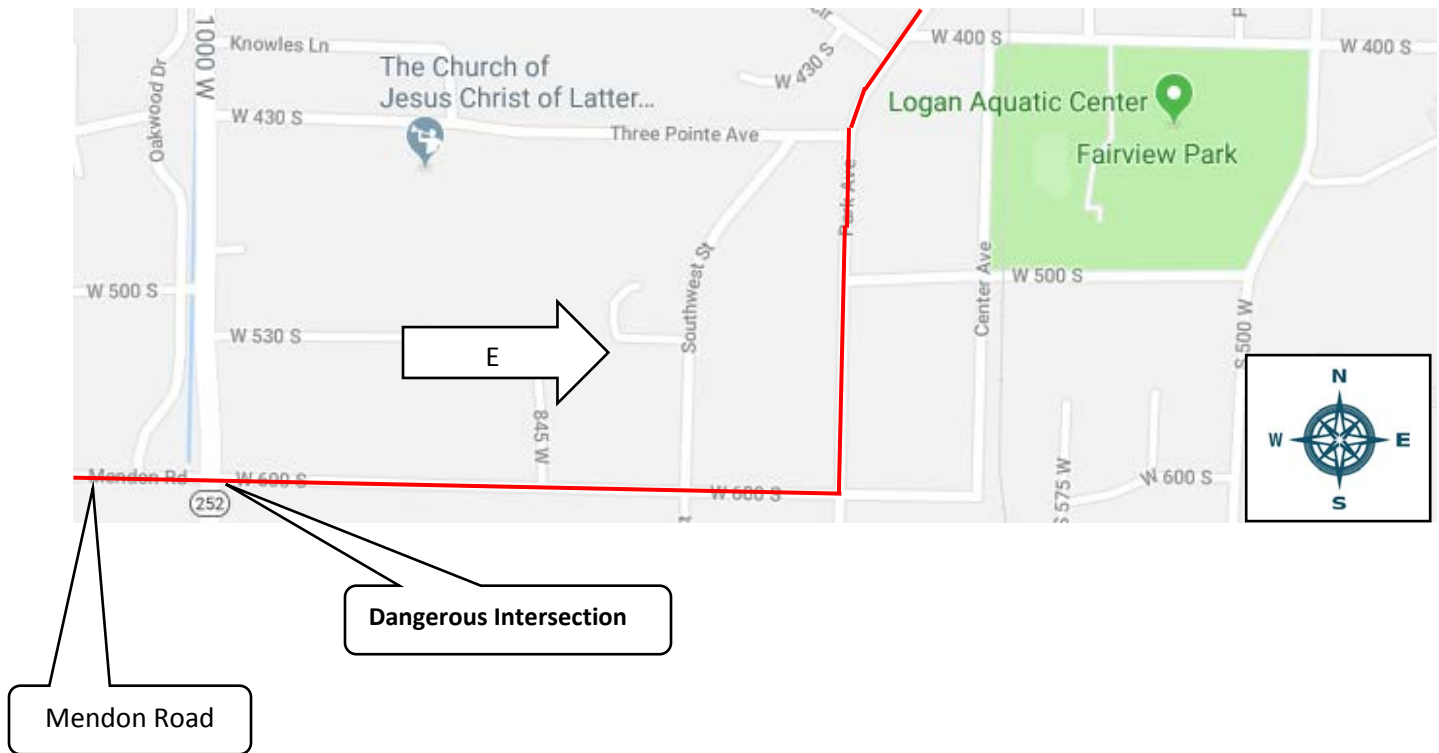 1000 W
Knowles Ln
Oakwood Dr
The Church of
Jesus Christ of Latter...
W 430 S
W 430 S
Three Pointe Ave
W 400 S
W 400 S
Logan Aquatic Center
Fairview Park
Park Ave
Southwest St
Center Ave
W 500 S
W 500 S
S 500 W
W 530 S
E
845 W
N
W
E
S
Mendon Rd
W 600 S
W 600 S
S 575 W
W 600 S
252
Dangerous Intersection
Mendon Road